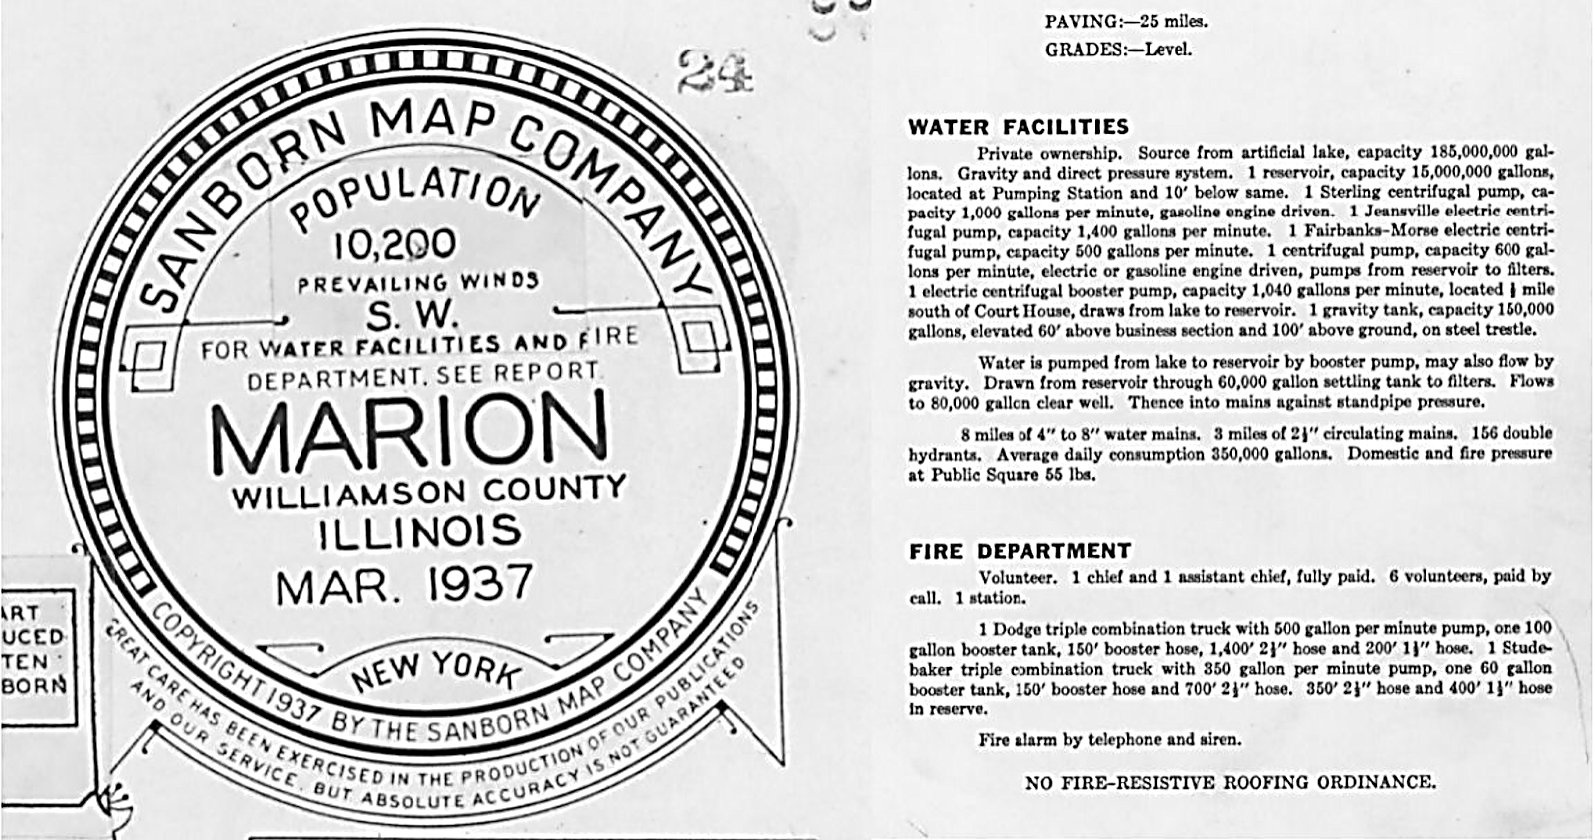 24
SANBORN MAP COMPANY
POPULATION
10,200
PREVAILING WINDS
S. W.
FOR WATER FACILITIES AND FIRE
DEPARTMENT. SEE REPORT.
MARION
WILLIAMSON COUNTY
ILLINOIS
MAR. 1937
NEW YORK
COPYRIGHT 1937 BY THE SANBORN MAP COMPANY
GREAT CARE HAS BEEN EXERCISED IN THE PRODUCTION OF OUR PUBLICATIONS
AND OUR SERVICE, BUT ABSOLUTE ACCURACY IS NOT GUARANTEED
ART
UCED
TEN
BORN
PAVING:—25 miles.
GRADES:—Level.
WATER FACILITIES
Private ownership. Source from artificial lake, capacity 185,000,000 gal-
lons. Gravity and direct pressure system. 1 reservoir, capacity 15,000,000 gallons,
located at Pumping Station and 10′ below same. 1 Sterling centrifugal pump, ca-
pacity 1,000 gallons per minute, gasoline engine driven. 1 Jeansville electric centri-
fugal pump, capacity 1,400 gallons per minute. 1 Fairbanks-Morse electric centri-
fugal pump, capacity 500 gallons per minute. 1 centrifugal pump, capacity 600 gal-
lons per minute, electric or gasoline engine driven, pumps from reservoir to filters.
1 electric centrifugal booster pump, capacity 1,040 gallons per minute, located mile
south of Court House, draws from lake to reservoir. 1 gravity tank, capacity 150,000
gallons, elevated 60′ above business section and 100′ above ground, on steel trestle.
Water is pumped from lake to reservoir by booster pump, may also flow by
gravity. Drawn from reservoir through 60,000 gallon settling tank to filters. Flows
to 80,000 gallon clear well. Thence into mains against standpipe pressure.
8 miles of 4″ to 8″ water mains. 3 miles of 2½″ circulating mains. 156 double
hydrants. Average daily consumption 350,000 gallons. Domestic and fire pressure
at Public Square 55 lbs.
FIRE DEPARTMENT
Volunteer. 1 chief and 1 assistant chief, fully paid. 6 volunteers, paid by
call. 1 station.
1 Dodge triple combination truck with 500 gallon per minute pump, one 100
gallon booster tank, 150′ booster hose, 1,400′ 2½″ hose and 200′ 1½″ hose. 1 Stude-
baker triple combination truck with 350 gallon per minute pump, one 60 gallon
booster tank, 150′ booster hose and 700′ 2½″ hose. 350′ 2½″ hose and 400′ 1½″ hose
in reserve.
Fire alarm by telephone and siren.
NO FIRE-RESISTIVE ROOFING ORDINANCE.